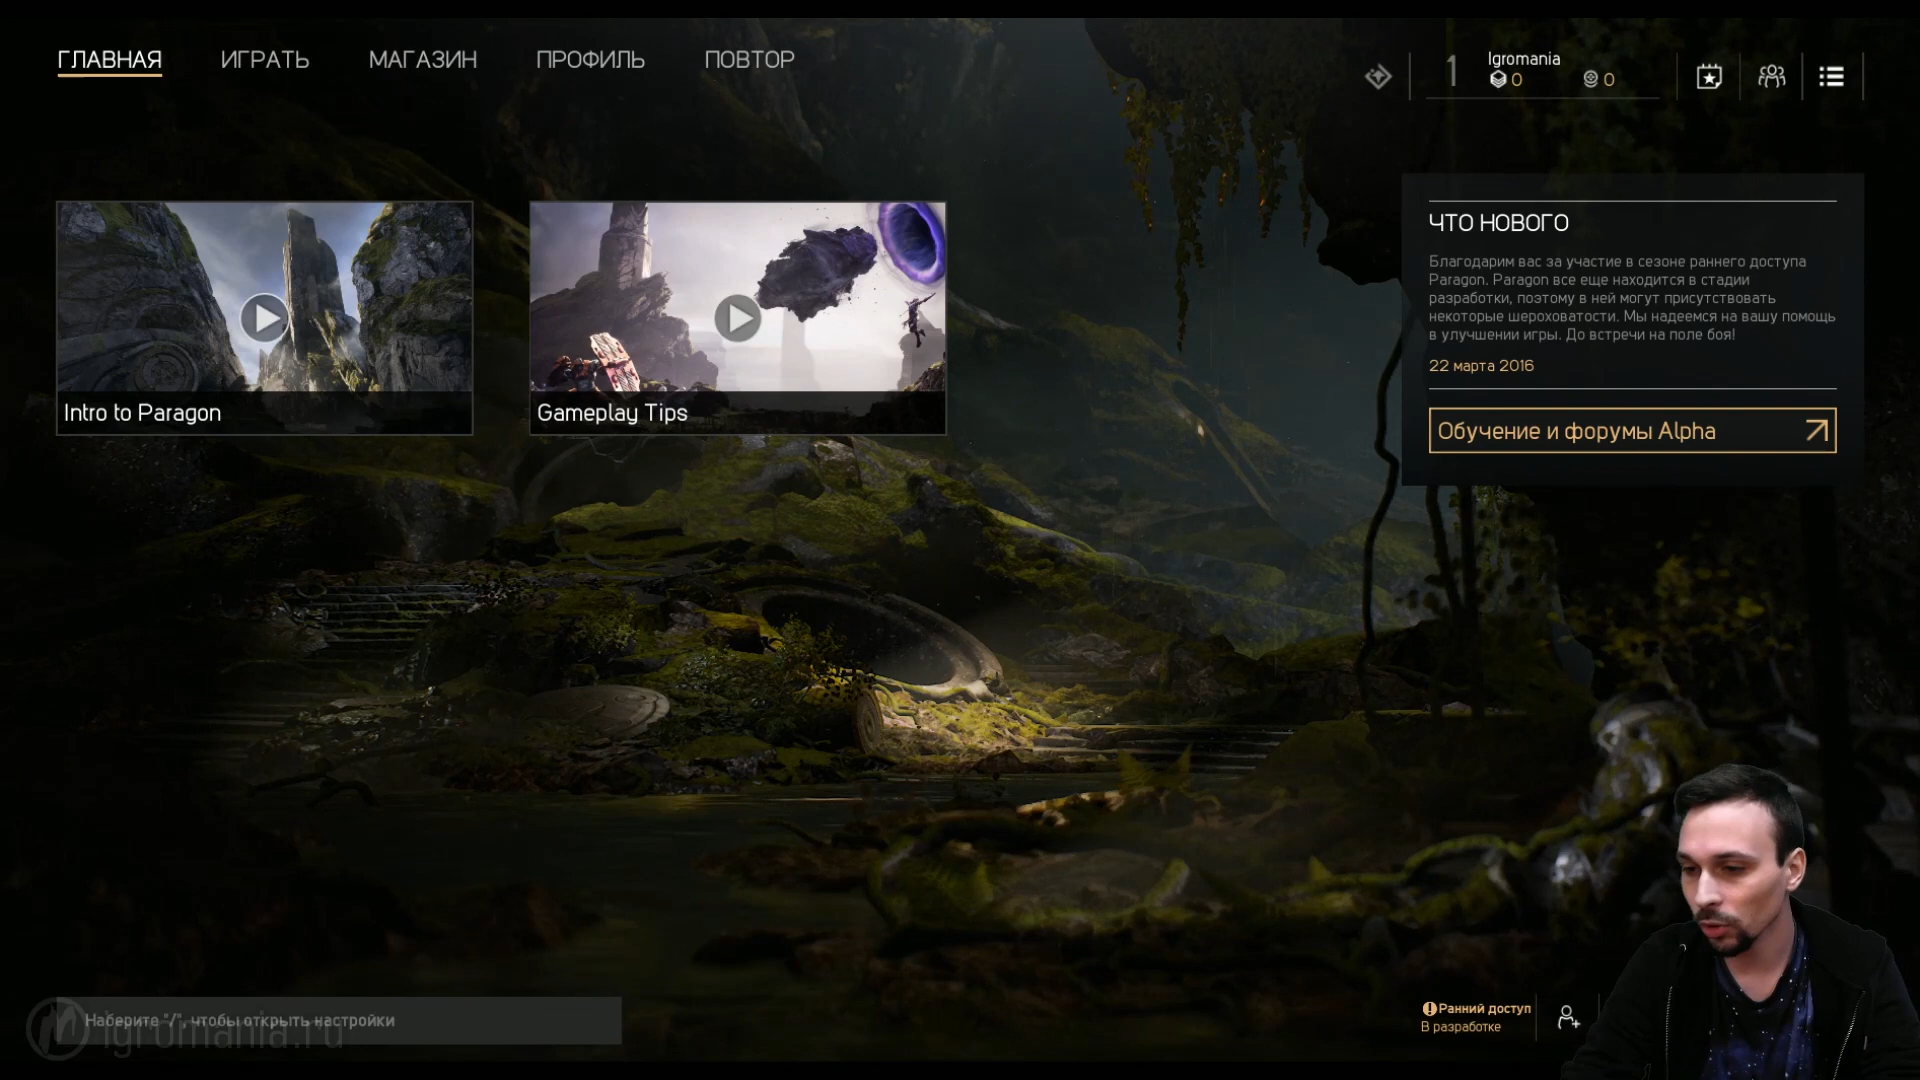 ГЛАВНАЯ ИГРАТЬ МАГАЗИН ПРОФИЛЬ ПОВТОР
1 Igromania
0 0
Intro to Paragon
Gameplay Tips
ЧТО НОВОГО
Благодарим вас за участие в сезоне раннего доступа
Paragon. Paragon все еще находится в стадии
разработки, поэтому в ней могут присутствовать
некоторые шероховатости. Мы надеемся на вашу помощь
в улучшении игры. До встречи на поле боя!
22 марта 2016
Обучение и форумы Alpha
Наберите "/", чтобы открыть настройки
igromania.ru
Ранний доступ
В разработке